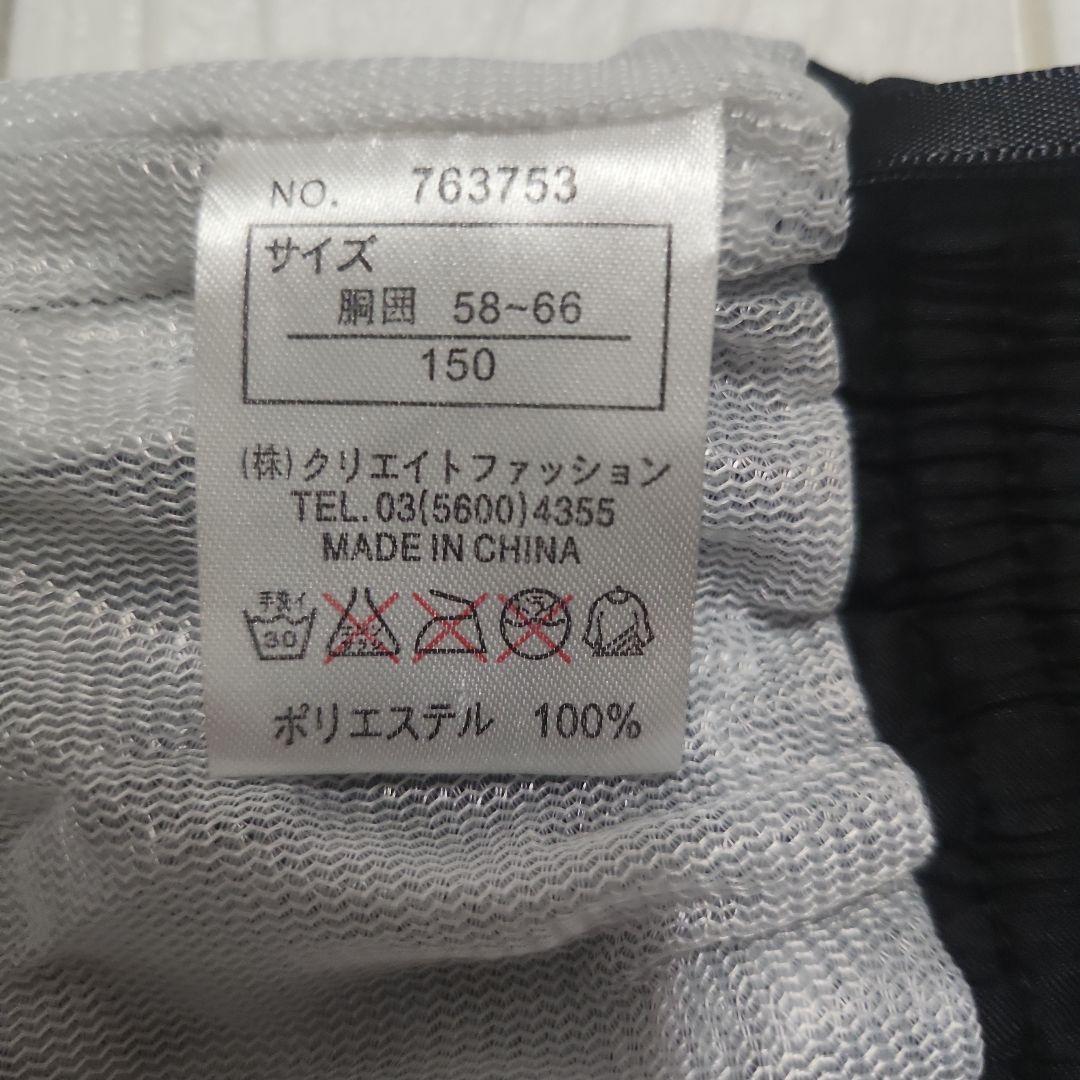 NO. 763753
サイズ
胴囲 58~66
150
(株)クリエイトファッション
TEL.03(5600)4355
MADE IN CHINA
手洗イ
30
ポリエステル 100%